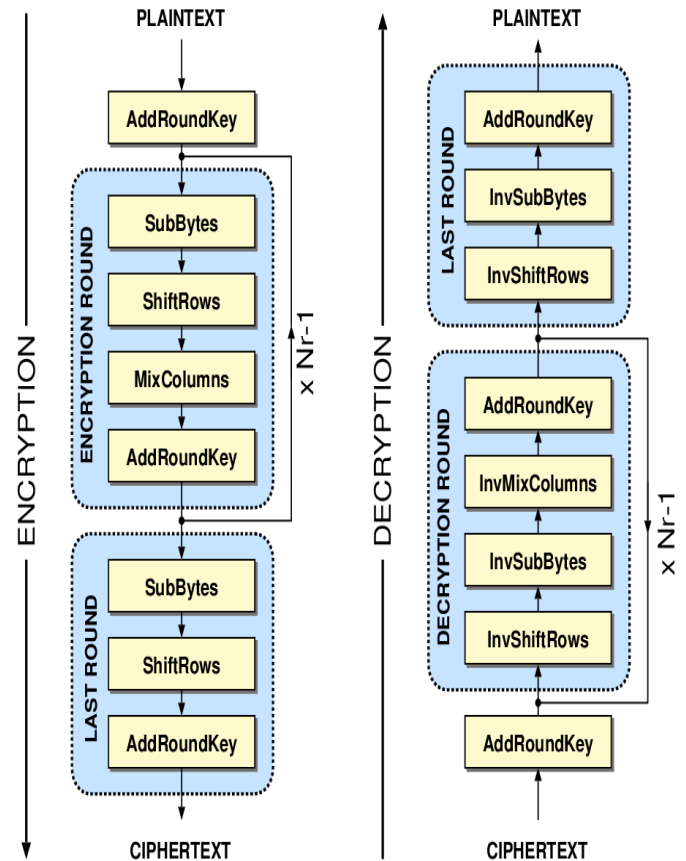 PLAINTEXT
AddRoundKey
ENCRYPTION ROUND
SubBytes
ShiftRows
MixColumns
AddRoundKey
x Nr-1
ENCRYPTION
LAST ROUND
SubBytes
ShiftRows
AddRoundKey
CIPHERTEXT
PLAINTEXT
LAST ROUND
AddRoundKey
InvSubBytes
InvShiftRows
DECRYPTION
DECRYPTION ROUND
AddRoundKey
InvMixColumns
InvSubBytes
InvShiftRows
x Nr-1
AddRoundKey
CIPHERTEXT